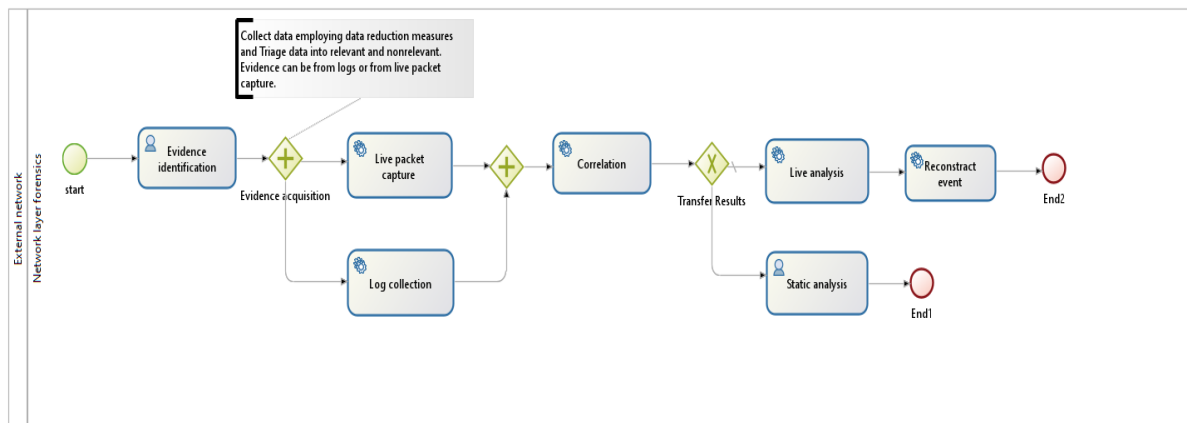 External network
Network layer forensics
Collect data employing data reduction measures
and Triage data into relevant and nonrelevant.
Evidence can be from logs or from live packet
capture.
start
Evidence
identification
Evidence acquisition
Live packet
capture
Log collection
Correlation
Transfer Results
Live analysis
Reconstract
event
End2
Static analysis
End1